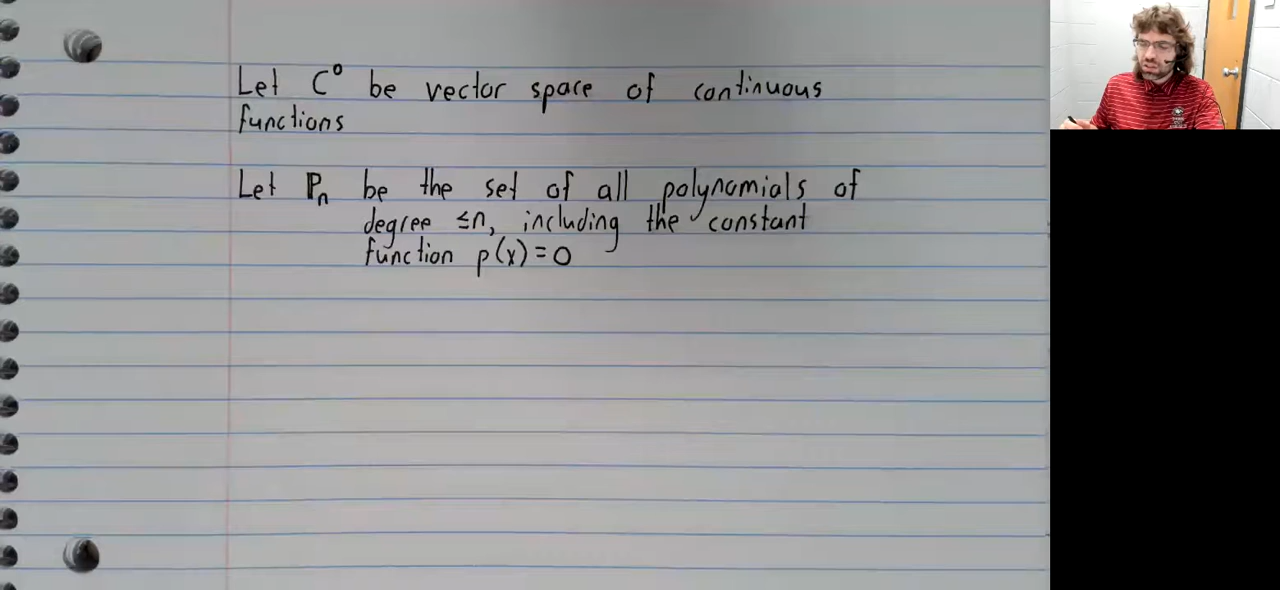 Let C⁰ be vector space of continuous
functions
Let ℙₙ be the set of all polynomials of
degree ≤n, including the constant
function p(x)=0